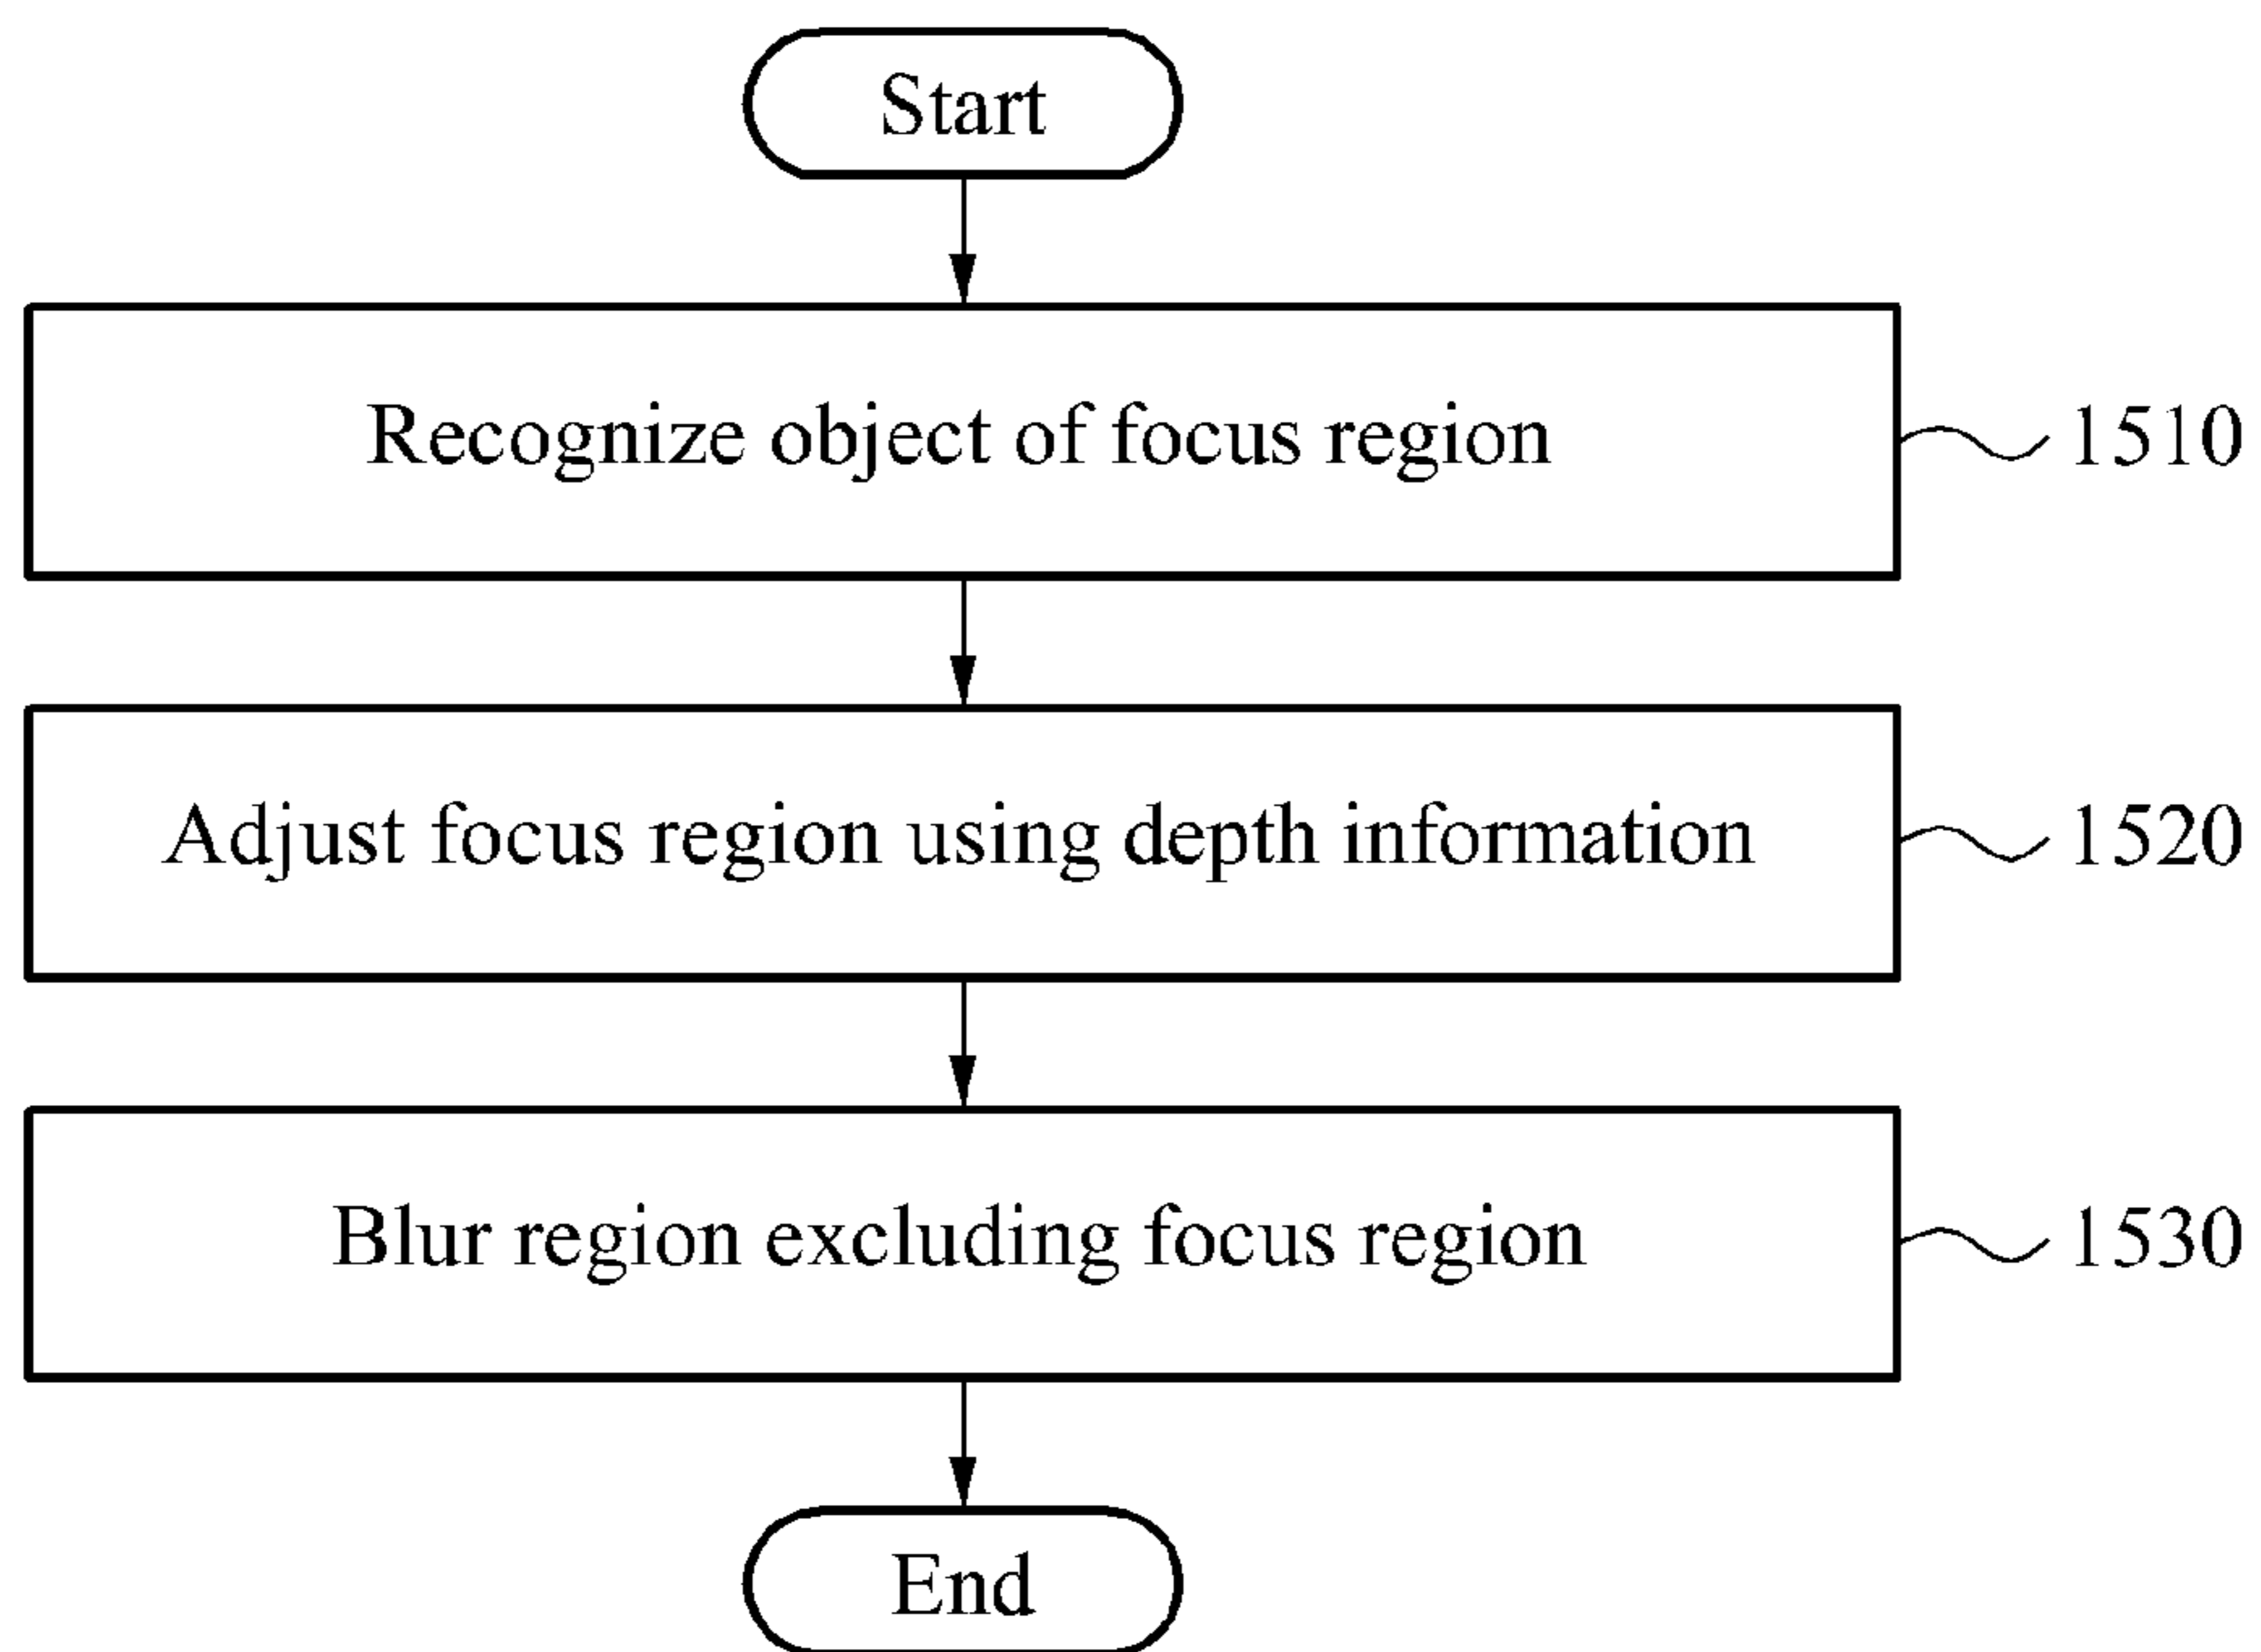 Start
Recognize object of focus region
1510
Adjust focus region using depth information
1520
Blur region excluding focus region
1530
End